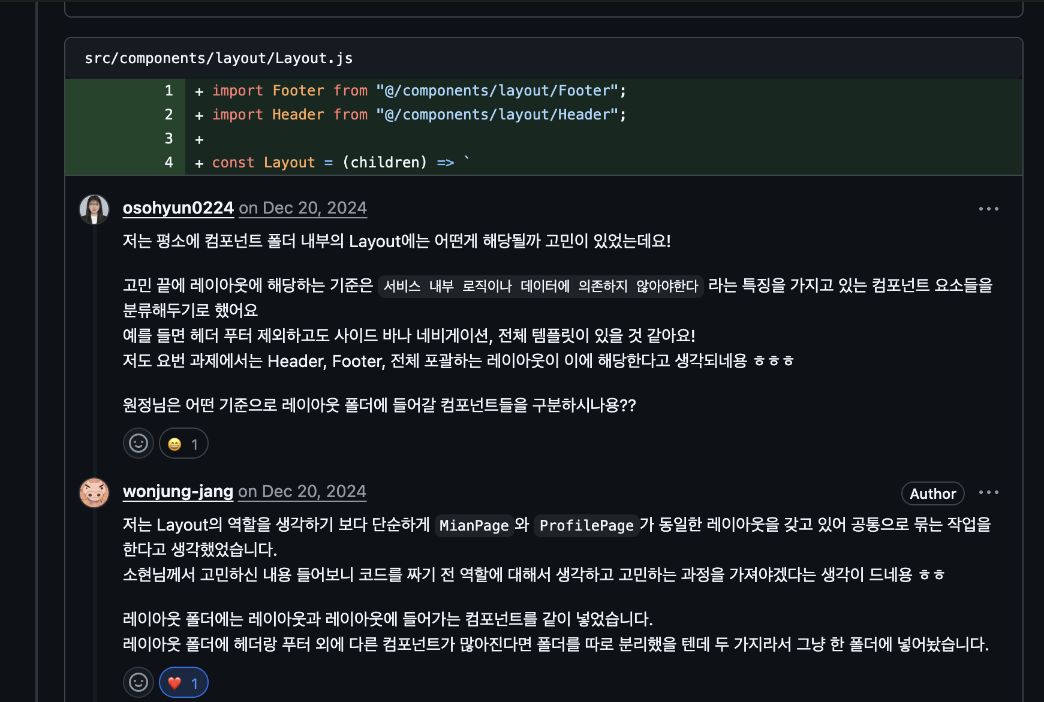 src/components/layout/Layout.js
1 + import Footer from "@/components/layout/Footer";
2 + import Header from "@/components/layout/Header";
3 +
4 + const Layout = (children) => `
osohyun0224 on Dec 20, 2024
저는 평소에 컴포넌트 폴더 내부의 Layout에는 어떤게 해당될까 고민이 있었는데요!
고민 끝에 레이아웃에 해당하는 기준은 서비스 내부 로직이나 데이터에 의존하지 않아야한다 라는 특징을 가지고 있는 컴포넌트 요소들을
분류해두기로 했어요
예를 들면 헤더 푸터 제외하고도 사이드 바나 네비게이션, 전체 템플릿이 있을 것 같아요!
저도 요번 과제에서는 Header, Footer, 전체 포괄하는 레이아웃이 이에 해당한다고 생각되네용 ㅎㅎㅎ
원정님은 어떤 기준으로 레이아웃 폴더에 들어갈 컴포넌트들을 구분하시나용??
😄 1
wonjung-jang on Dec 20, 2024 Author
저는 Layout의 역할을 생각하기 보다 단순하게 MianPage 와 ProfilePage 가 동일한 레이아웃을 갖고 있어 공통으로 묶는 작업을
한다고 생각했었습니다.
소현님께서 고민하신 내용 들어보니 코드를 짜기 전 역할에 대해서 생각하고 고민하는 과정을 가져야겠다는 생각이 드네용 ㅎㅎ
레이아웃 폴더에는 레이아웃과 레이아웃에 들어가는 컴포넌트를 같이 넣었습니다.
레이아웃 폴더에 헤더랑 푸터 외에 다른 컴포넌트가 많아진다면 폴더를 따로 분리했을 텐데 두 가지라서 그냥 한 폴더에 넣어놨습니다.
❤️ 1